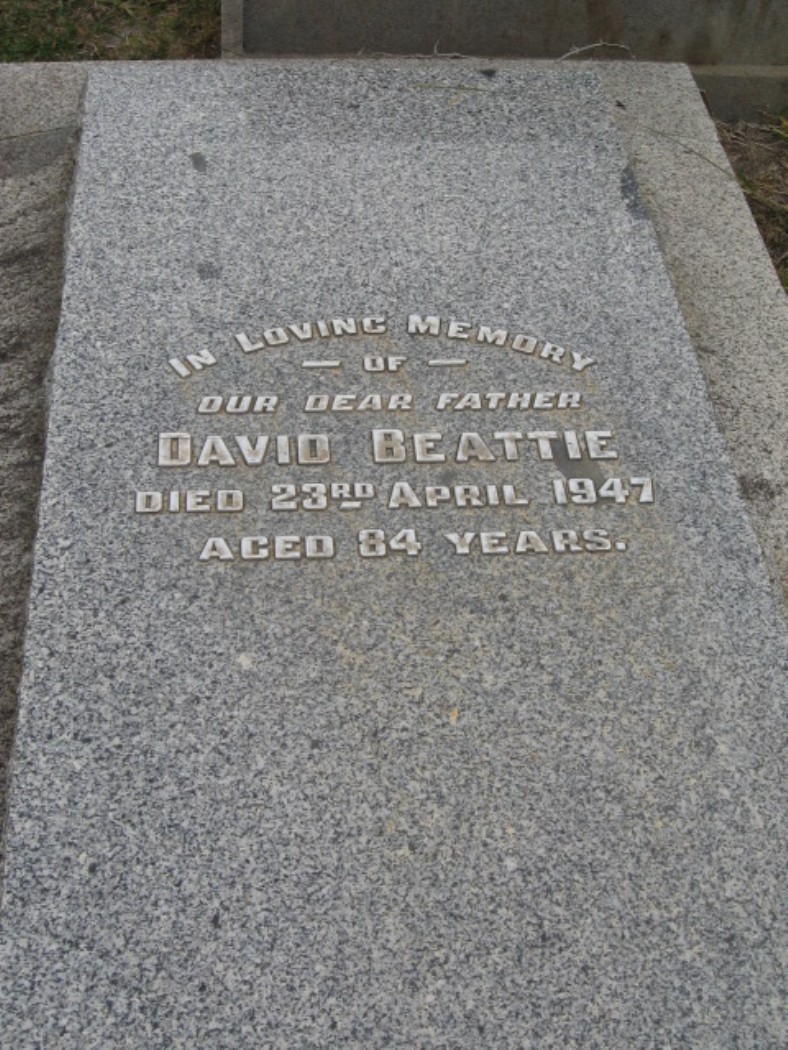 IN LOVING MEMORY
— OF —
OUR DEAR FATHER
DAVID BEATTIE
DIED 23RD APRIL 1947
AGED 84 YEARS.